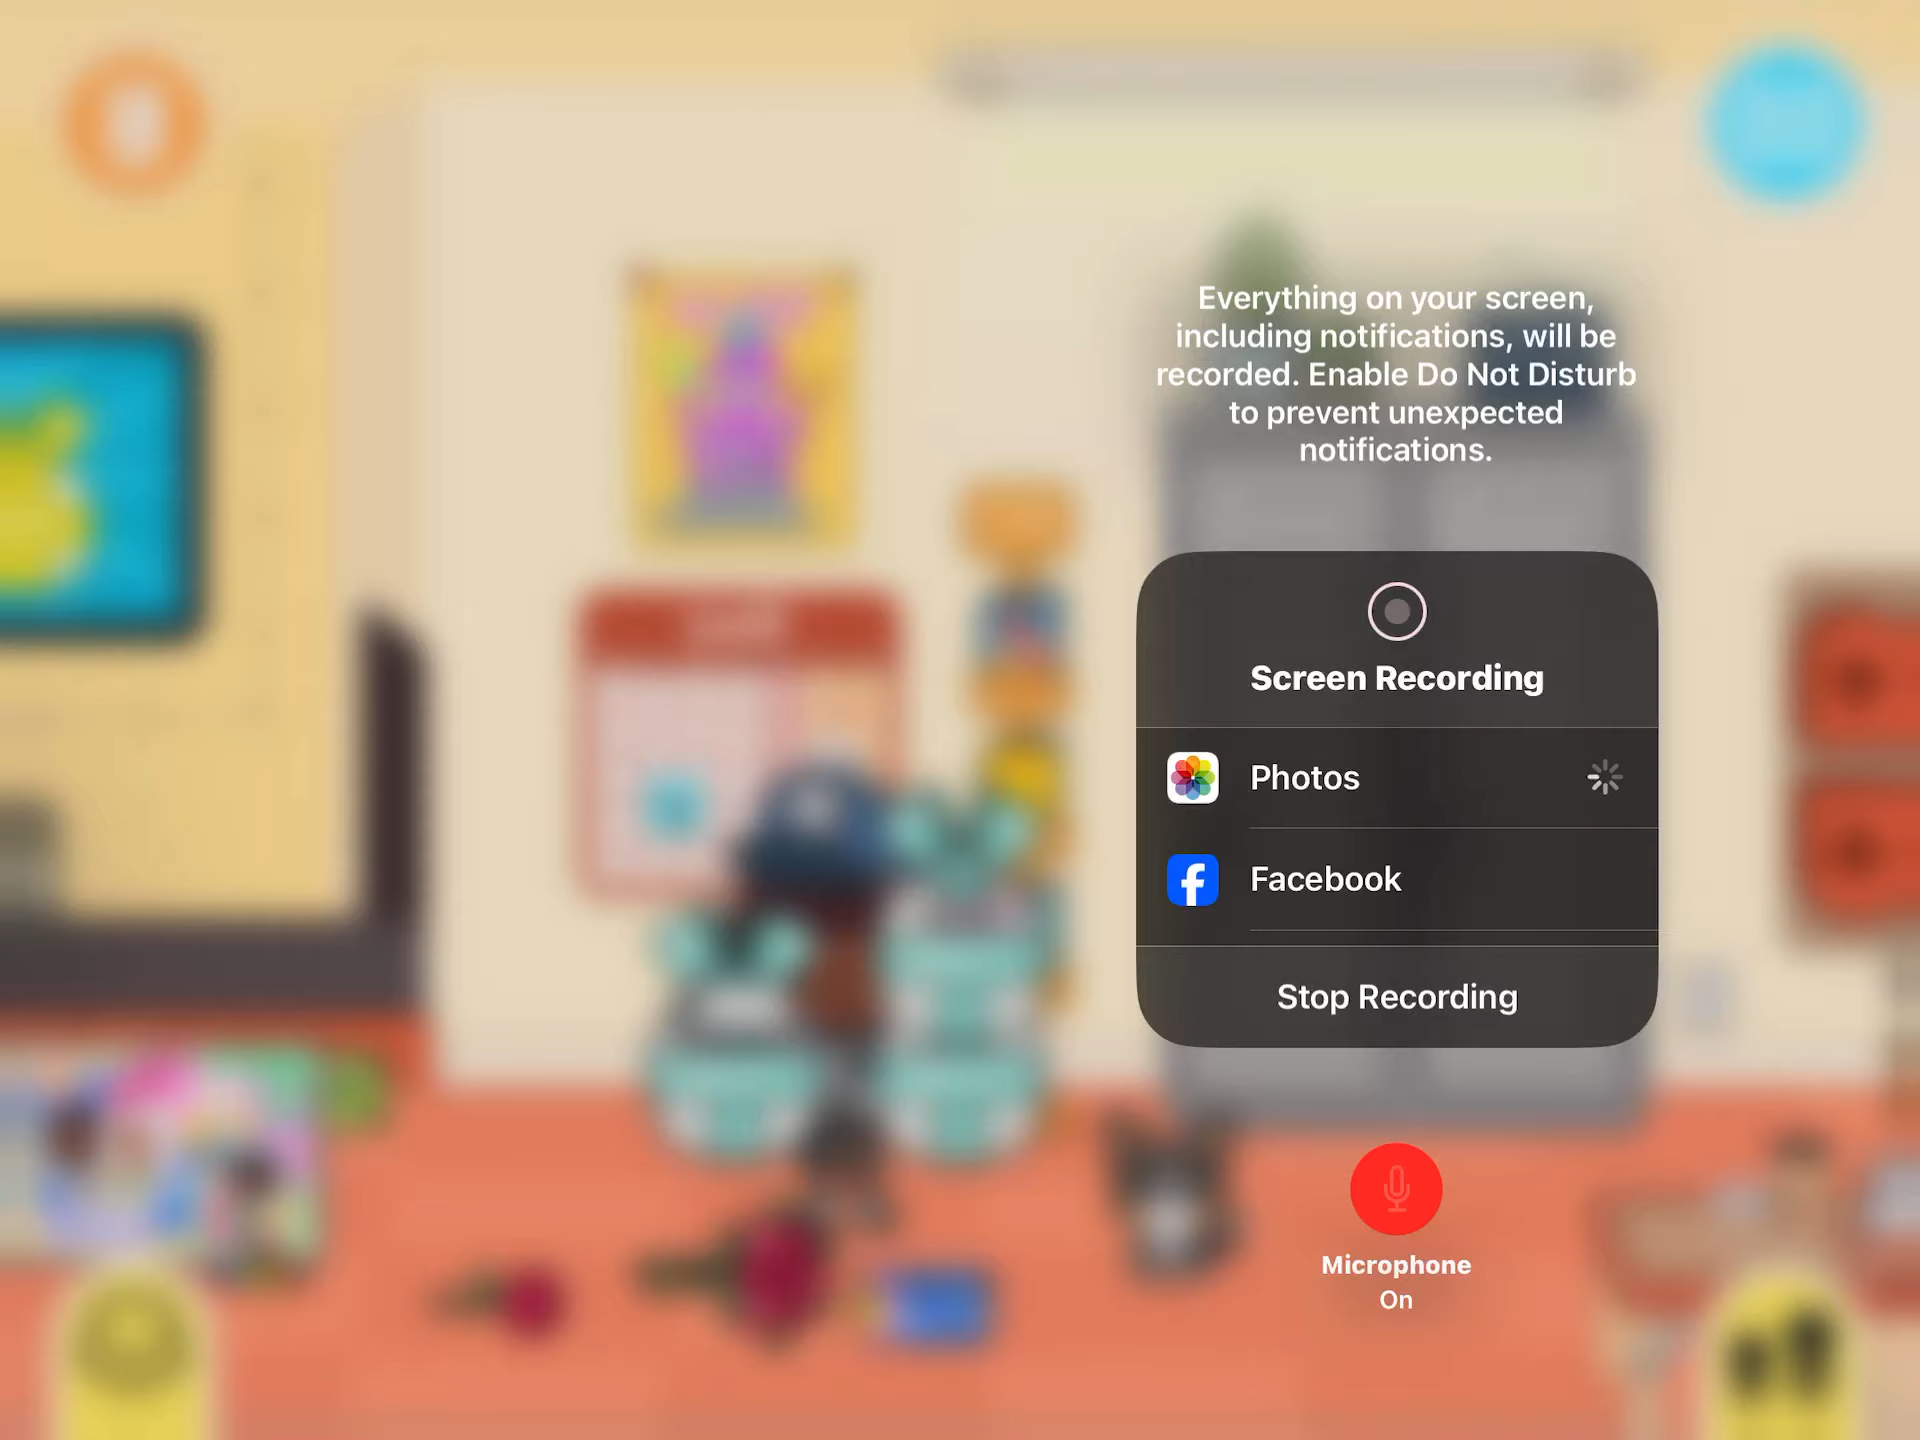 Everything on your screen,
including notifications, will be
recorded. Enable Do Not Disturb
to prevent unexpected
notifications.
Screen Recording
Photos
Facebook
Stop Recording
Microphone
On